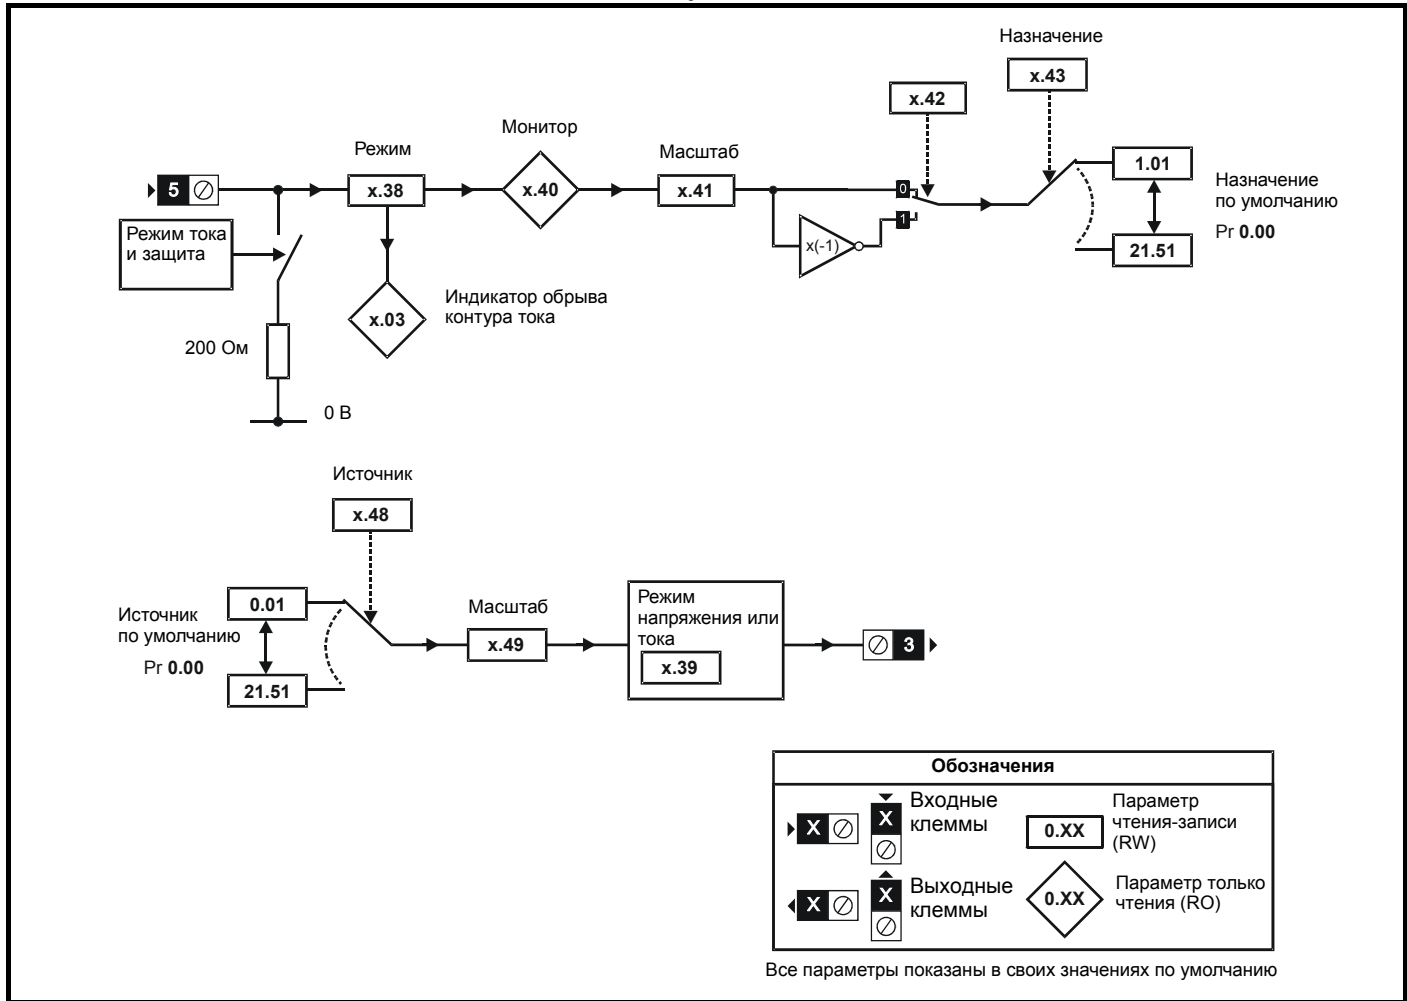 Назначение
x.43
x.42
Монитор
Режим
Масштаб
5
x.38
x.40
x.41
0
1
x(-1)
1.01
21.51
Назначение
по умолчанию
Pr 0.00
Режим тока
и защита
x.03
Индикатор обрыва
контура тока
200 Ом
0 В
Источник
x.48
Источник
по умолчанию
Pr 0.00
0.01
21.51
Масштаб
x.49
Режим
напряжения или
тока
x.39
3
Обозначения
X
X
Входные
клеммы
0.XX
Параметр
чтения-записи
(RW)
X
X
Выходные
клеммы
0.XX
Параметр только
чтения (RO)
Все параметры показаны в своих значениях по умолчанию